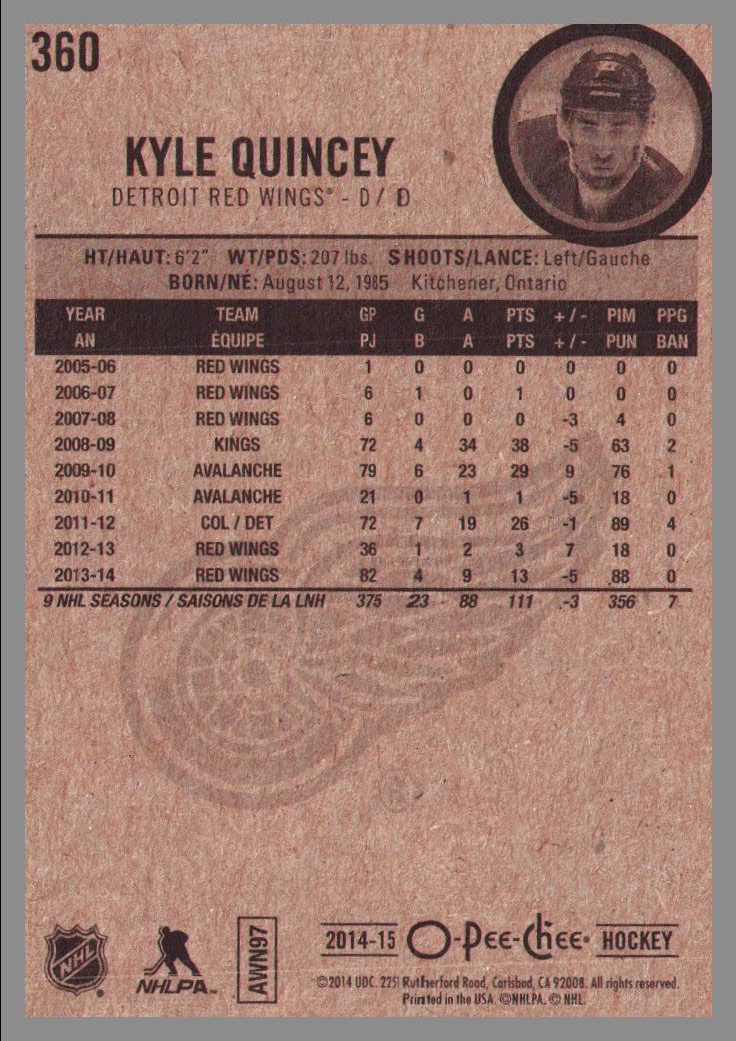 360
KYLE QUINCEY
DETROIT RED WINGS® - D / D
HT/HAUT: 6'2" WT/PDS: 207 lbs. SHOOTS/LANCE: Left/Gauche
BORN/NÉ: August 12, 1985 Kitchener, Ontario
YEAR TEAM GP G A PTS +/- PIM PPG
AN ÉQUIPE PJ B A PTS +/- PUN BAN
2005-06 RED WINGS 1 0 0 0 0 0 0
2006-07 RED WINGS 6 1 0 1 0 0 0
2007-08 RED WINGS 6 0 0 0 -3 4 0
2008-09 KINGS 72 4 34 38 -5 63 2
2009-10 AVALANCHE 79 6 23 29 9 76 1
2010-11 AVALANCHE 21 0 1 1 -5 18 0
2011-12 COL / DET 72 7 19 26 -1 89 4
2012-13 RED WINGS 36 1 2 3 7 18 0
2013-14 RED WINGS 82 4 9 13 -5 88 0
9 NHL SEASONS / SAISONS DE LA LNH 375 23 88 111 -3 356 7
NHL
NHLPA™
AWN97
2014-15 O-Pee-Chee® HOCKEY
©2014 UDC. 2251 Rutherford Road, Carlsbad, CA 92008. All rights reserved.
Printed in the USA. ©NHLPA. © NHL.